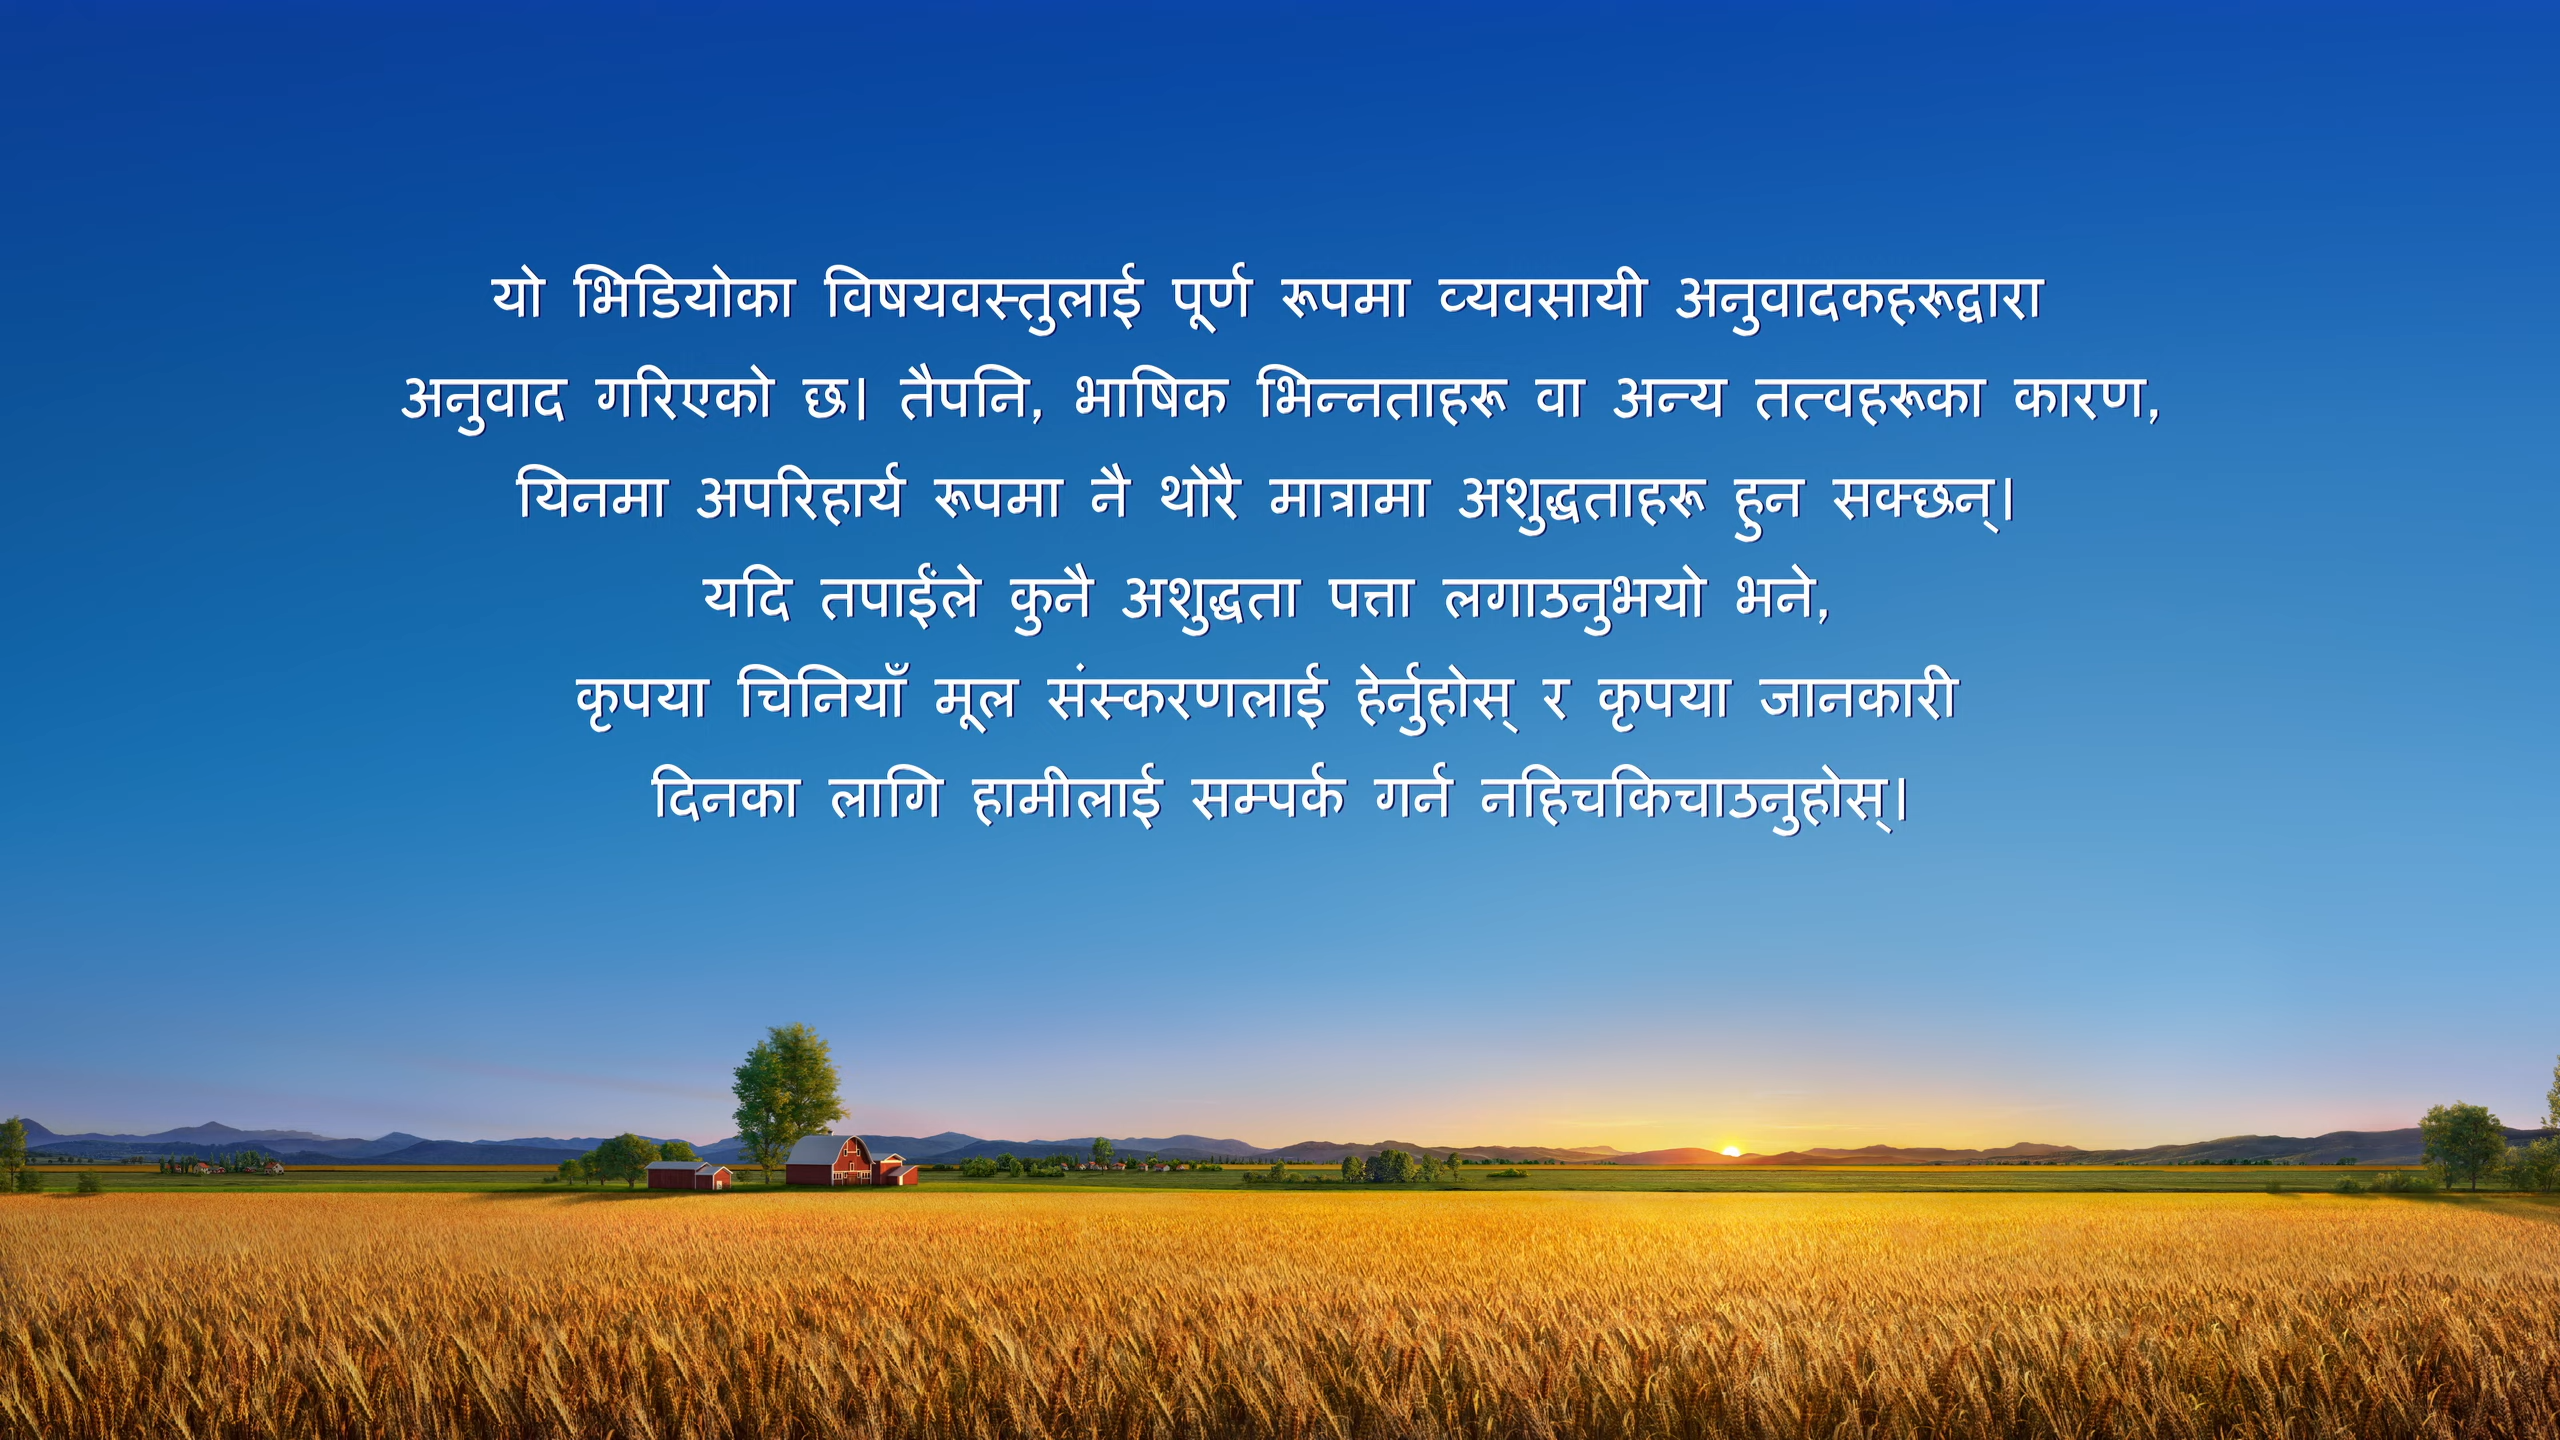 यो भिडियोका विषयवस्तुलाई पूर्ण रूपमा व्यवसायी अनुवादकहरूद्वारा
अनुवाद गरिएको छ। तैपनि, भाषिक भिन्नताहरू वा अन्य तत्वहरूका कारण,
यिनमा अपरिहार्य रूपमा नै थोरै मात्रामा अशुद्धताहरू हुन सक्छन्।
यदि तपाईंले कुनै अशुद्धता पत्ता लगाउनुभयो भने,
कृपया चिनियाँ मूल संस्करणलाई हेर्नुहोस् र कृपया जानकारी
दिनका लागि हामीलाई सम्पर्क गर्न नहिचकिचाउनुहोस्।